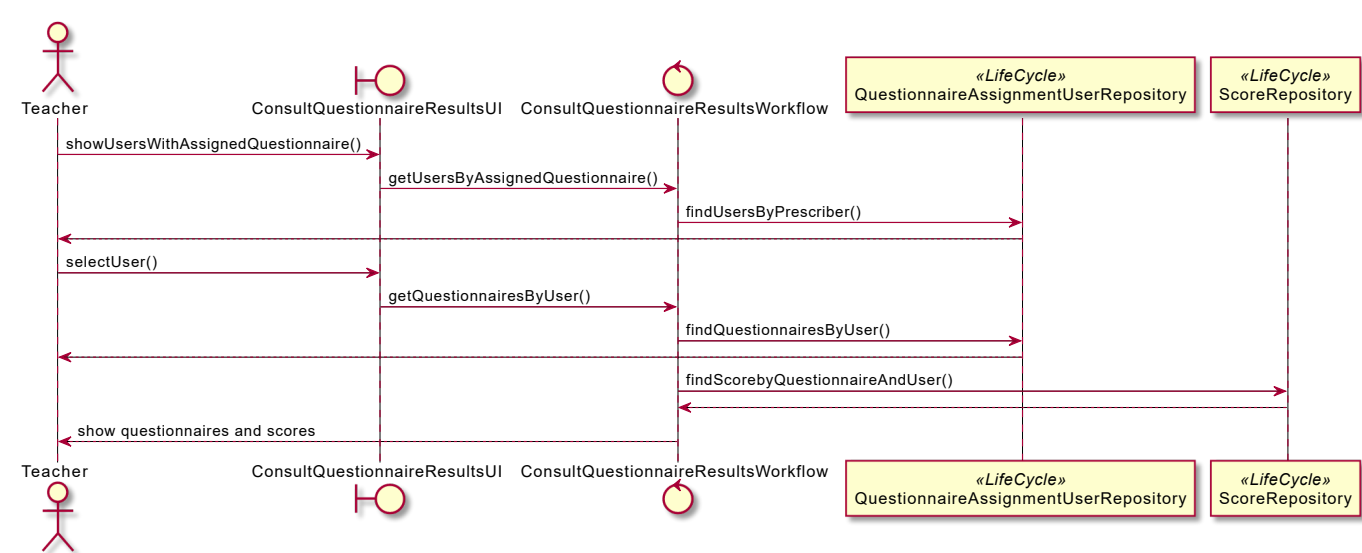 «LifeCycle» «LifeCycle»
Teacher ConsultQuestionnaireResultsUI ConsultQuestionnaireResultsWorkflow QuestionnaireAssignmentUserRepository ScoreRepository
showUsersWithAssignedQuestionnaire()
getUsersByAssignedQuestionnaire()
findUsersByPrescriber()
selectUser()
getQuestionnairesByUser()
findQuestionnairesByUser()
findScorebyQuestionnaireAndUser()
show questionnaires and scores
Teacher ConsultQuestionnaireResultsUI ConsultQuestionnaireResultsWorkflow «LifeCycle» «LifeCycle»
QuestionnaireAssignmentUserRepository ScoreRepository